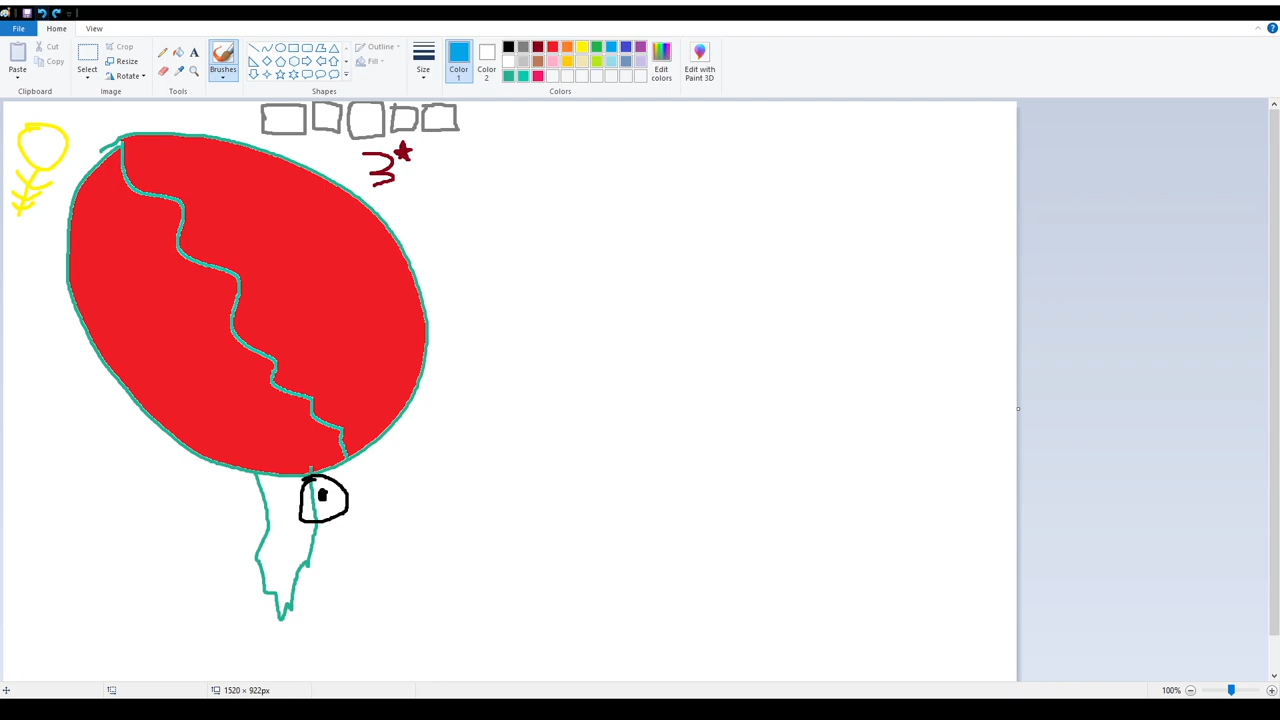 File Home View
Paste
Cut
Copy
Clipboard
Select
Crop
Resize
Rotate
Image
A
Tools
Brushes
Shapes
Outline
Fill
Size
Color 1
Color 2
Edit colors
Colors
Edit with Paint 3D
3*
1520 × 922px
100%